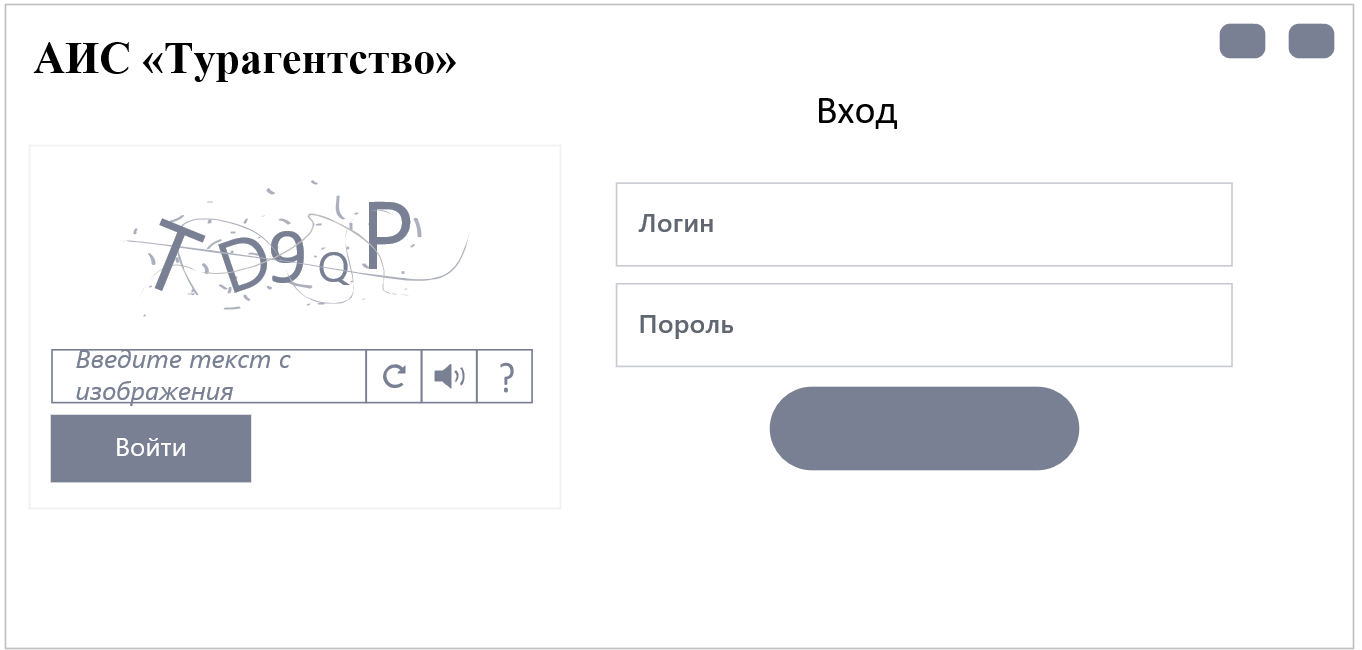 АИС «Турагентство»
Вход
TD9QP
Введите текст с
изображения
?
Войти
Логин
Пороль